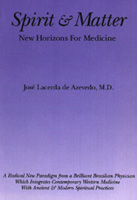 Spirit & Matter
New Horizons For Medicine
José Lacerda de Azevedo, M.D.
A Radical New Paradigm from a Brilliant Brazilian Physician
Which Integrates Contemporary Western Medicine
With Ancient & Modern Spiritual Practices